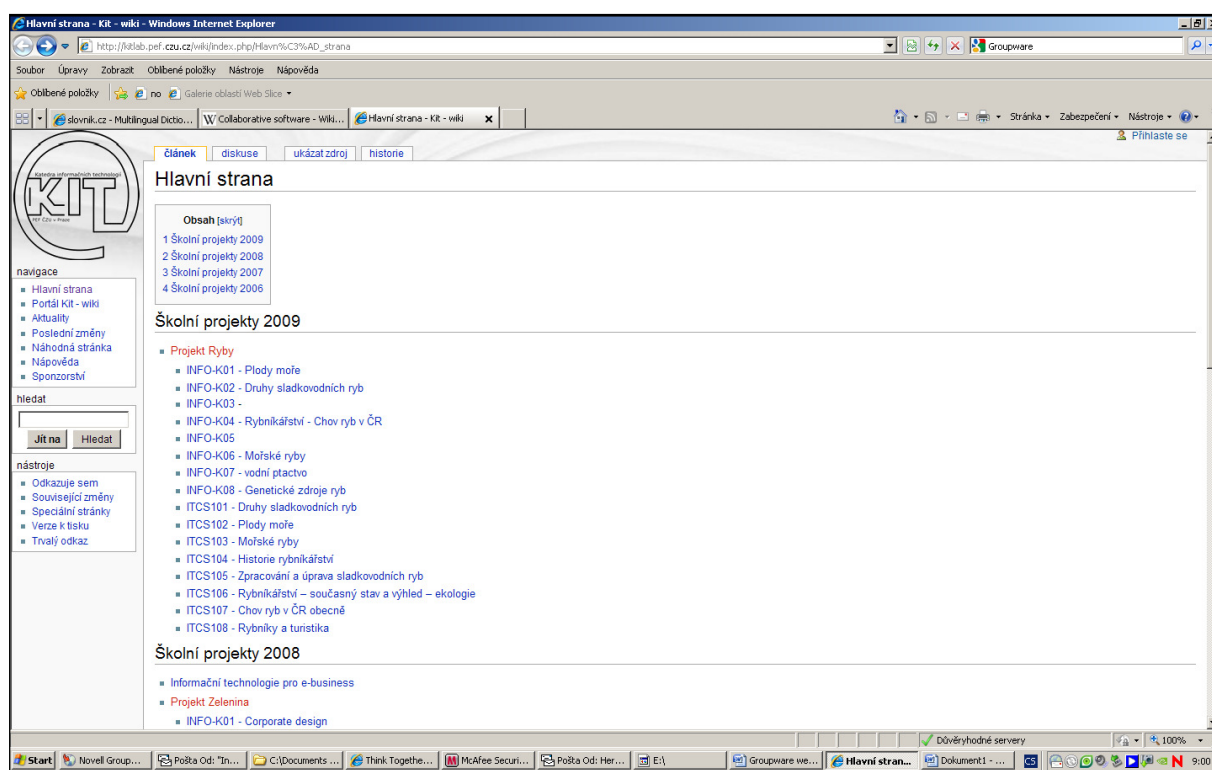 Hlavní strana - Kit - wiki - Windows Internet Explorer
http://kitlab.pef.czu.cz/wiki/index.php/Hlavn%C3%AD_strana
Groupware
Soubor Úpravy Zobrazit Oblíbené položky Nástroje Nápověda
Oblíbené položky no Galerie oblastí Web Slice
slovnik.cz - Multilingual Dictio... W Collaborative software - Wiki... Hlavní strana - Kit - wiki
Stránka Zabezpečení Nástroje
Přihlaste se
článek diskuse ukázat zdroj historie
Katedra informačních technologií
KIT
PEF ČZU v Praze
Hlavní strana
Obsah [skrýt]
1 Školní projekty 2009
2 Školní projekty 2008
3 Školní projekty 2007
4 Školní projekty 2006
navigace
Hlavní strana
Portál Kit - wiki
Aktuality
Poslední změny
Náhodná stránka
Nápověda
Sponzorství
hledat
Jít na Hledat
nástroje
Odkazuje sem
Související změny
Speciální stránky
Verze k tisku
Trvalý odkaz
Školní projekty 2009
Projekt Ryby
INFO-K01 - Plody moře
INFO-K02 - Druhy sladkovodních ryb
INFO-K03 -
INFO-K04 - Rybníkářství - Chov ryb v ČR
INFO-K05
INFO-K06 - Mořské ryby
INFO-K07 - vodní ptactvo
INFO-K08 - Genetické zdroje ryb
ITCS101 - Druhy sladkovodních ryb
ITCS102 - Plody moře
ITCS103 - Mořské ryby
ITCS104 - Historie rybníkářství
ITCS105 - Zpracování a úprava sladkovodních ryb
ITCS106 - Rybníkářství – současný stav a výhled – ekologie
ITCS107 - Chov ryb v ČR obecně
ITCS108 - Rybníky a turistika
Školní projekty 2008
Informační technologie pro e-business
Projekt Zelenina
INFO-K01 - Corporate design
Důvěryhodné servery 100%
Start Novell Group... Pošta Od: "In... C:\Documents ... Think Togethe... McAfee Securi... Pošta Od: Her... E:\ Groupware we... Hlavní stran... Dokument1 - ... CS 9:00